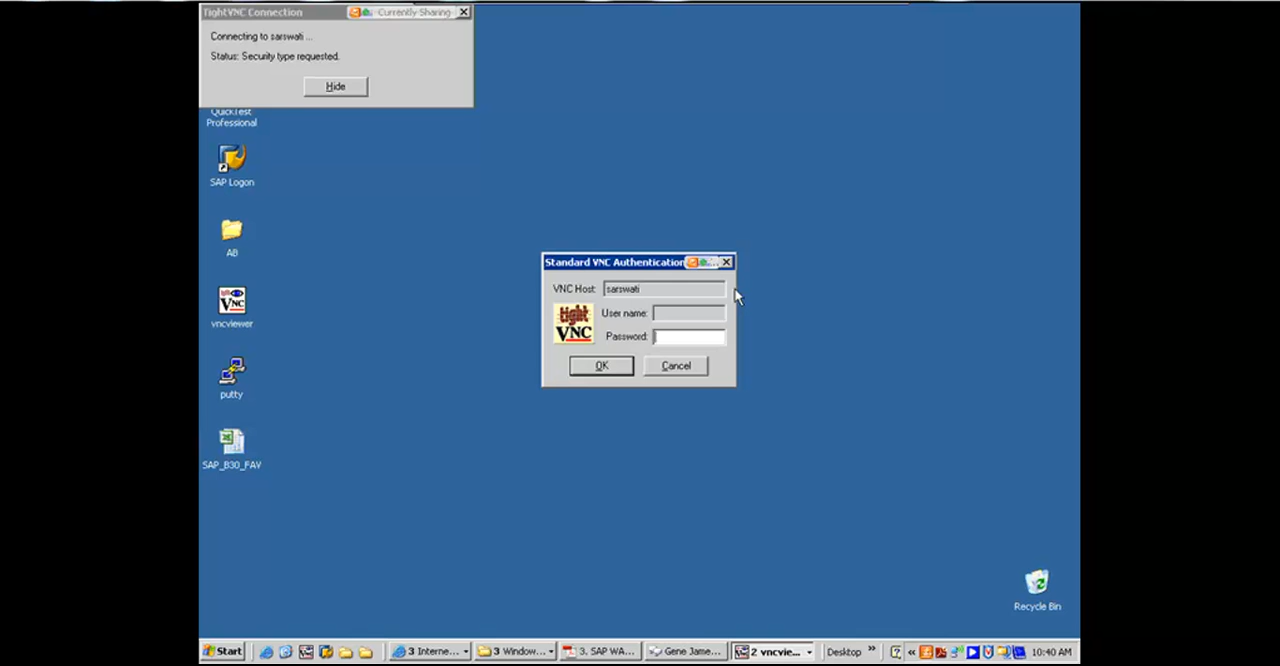 TightVNC Connection
Currently Sharing
Connecting to sarswati ...
Status: Security type requested.
Hide
QuickTest
Professional
SAP Logon
AB
VNC
vncviewer
putty
SAP_B30_FAV
Standard VNC Authentication
...
VNC Host: sarswati
tight
VNC
User name:
Password:
OK
Cancel
Recycle Bin
Start
3 Interne...
3 Window...
3. SAP WA...
Gene Jame...
2 vncvie...
Desktop
10:40 AM